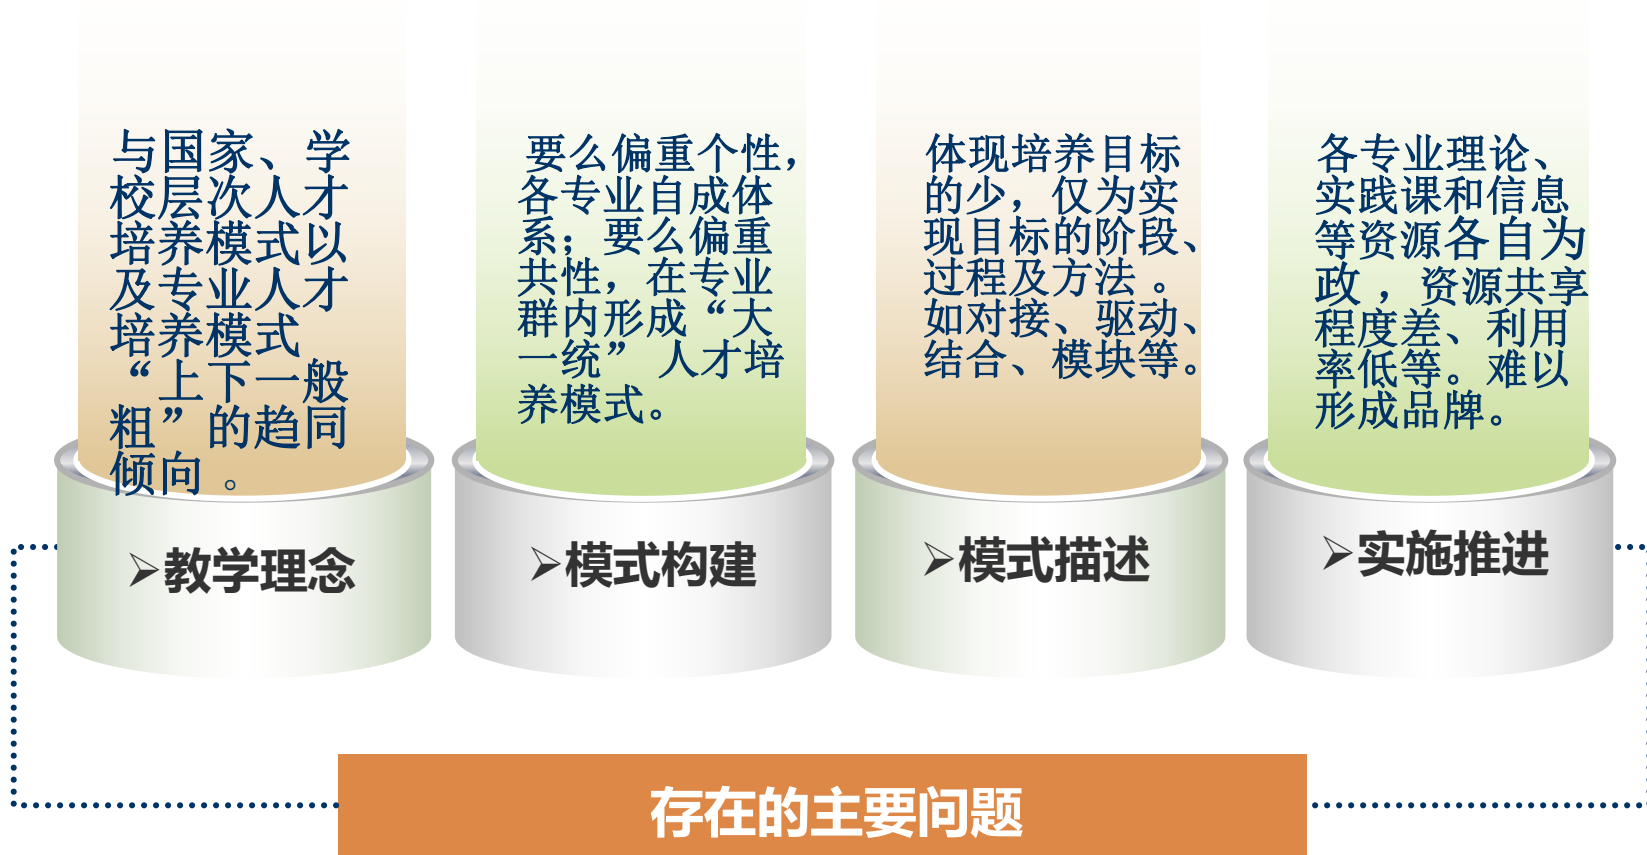 与国家、学
校层次人才
培养模式以
及专业人才
培养模式
“上下一般
粗”的趋同
倾向 。
➢教学理念
要么偏重个性，
各专业自成体
系；要么偏重
共性，在专业
群内形成“大
一统” 人才培
养模式。
➢模式构建
体现培养目标
的少，仅为实
现目标的阶段、
过程及方法 。
如对接、驱动、
结合、模块等。
➢模式描述
各专业理论、
实践课和信息
等资源各自为
政 ，资源共享
程度差、利用
率低等。难以
形成品牌。
➢实施推进
存在的主要问题